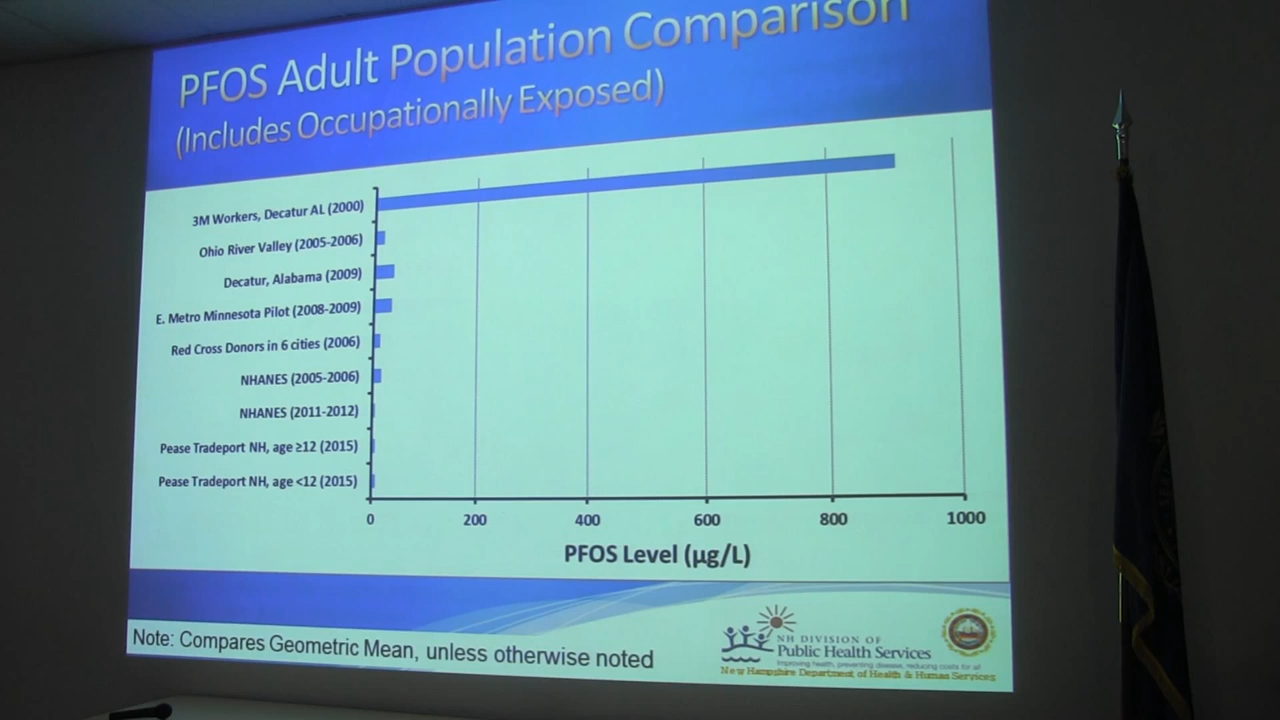 PFOS Adult Population Comparison
(Includes Occupationally Exposed)
3M Workers, Decatur AL (2000)
Ohio River Valley (2005-2006)
Decatur, Alabama (2009)
E. Metro Minnesota Pilot (2008-2009)
Red Cross Donors in 6 cities (2006)
NHANES (2005-2006)
NHANES (2011-2012)
Pease Tradeport NH, age ≥12 (2015)
Pease Tradeport NH, age <12 (2015)
0 200 400 600 800 1000
PFOS Level (µg/L)
Note: Compares Geometric Mean, unless otherwise noted
NH DIVISION OF
Public Health Services
Improving health, preventing disease, reducing costs for all
New Hampshire Department of Health & Human Services